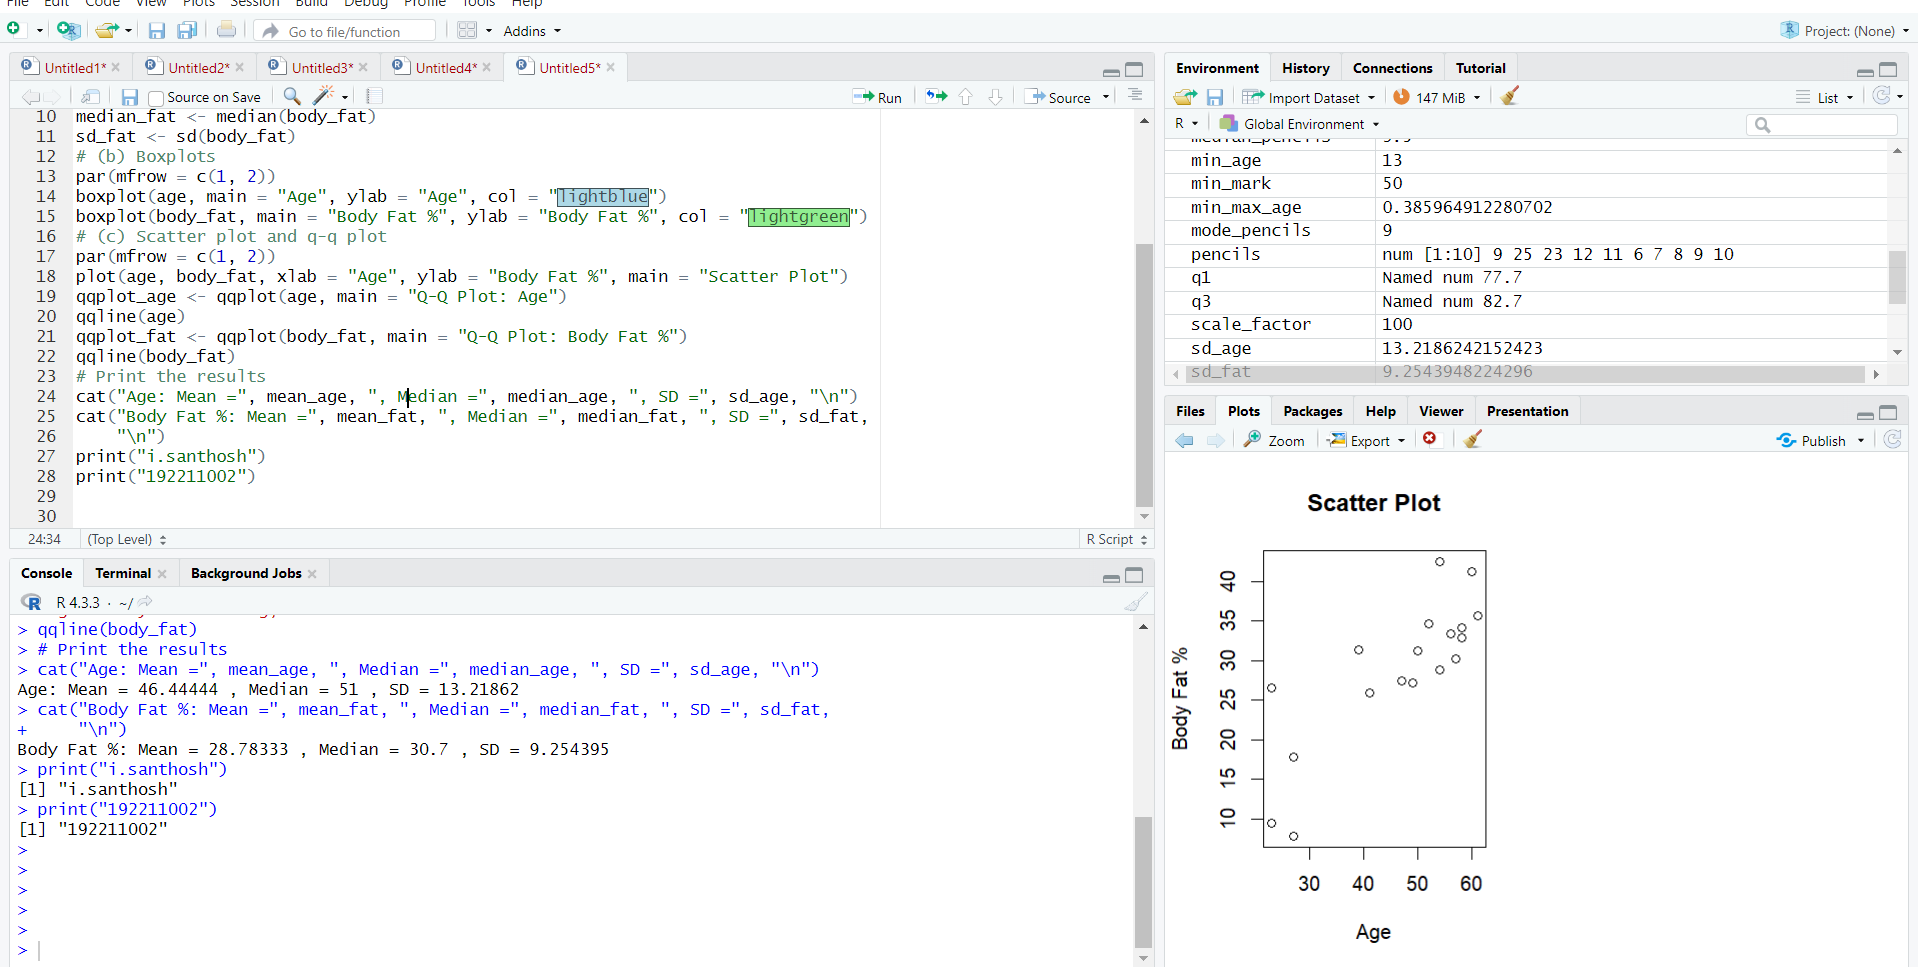 File Edit Code View Plots Session Build Debug Profile Tools Help
Go to file/function Addins Project: (None)
Untitled1* Untitled2* Untitled3* Untitled4* Untitled5*
Source on Save Run Source
10 median_fat <- median(body_fat)
11 sd_fat <- sd(body_fat)
12 # (b) Boxplots
13 par(mfrow = c(1, 2))
14 boxplot(age, main = "Age", ylab = "Age", col = "lightblue")
15 boxplot(body_fat, main = "Body Fat %", ylab = "Body Fat %", col = "lightgreen")
16 # (c) Scatter plot and q-q plot
17 par(mfrow = c(1, 2))
18 plot(age, body_fat, xlab = "Age", ylab = "Body Fat %", main = "Scatter Plot")
19 qqplot_age <- qqplot(age, main = "Q-Q Plot: Age")
20 qqline(age)
21 qqplot_fat <- qqplot(body_fat, main = "Q-Q Plot: Body Fat %")
22 qqline(body_fat)
23 # Print the results
24 cat("Age: Mean =", mean_age, ", Median =", median_age, ", SD =", sd_age, "\n")
25 cat("Body Fat %: Mean =", mean_fat, ", Median =", median_fat, ", SD =", sd_fat,
26 "\n")
27 print("i.santhosh")
28 print("192211002")
29
30
24:34 (Top Level) R Script
Console Terminal Background Jobs
R 4.3.3 · ~/
> qqline(body_fat)
> # Print the results
> cat("Age: Mean =", mean_age, ", Median =", median_age, ", SD =", sd_age, "\n")
Age: Mean = 46.44444 , Median = 51 , SD = 13.21862
> cat("Body Fat %: Mean =", mean_fat, ", Median =", median_fat, ", SD =", sd_fat,
+ "\n")
Body Fat %: Mean = 28.78333 , Median = 30.7 , SD = 9.254395
> print("i.santhosh")
[1] "i.santhosh"
> print("192211002")
[1] "192211002"
>
>
>
>
>
>
Environment History Connections Tutorial
Import Dataset 147 MiB List
R Global Environment
median_pencils 9.5
min_age 13
min_mark 50
min_max_age 0.385964912280702
mode_pencils 9
pencils num [1:10] 9 25 23 12 11 6 7 8 9 10
q1 Named num 77.7
q3 Named num 82.7
scale_factor 100
sd_age 13.2186242152423
sd_fat 9.2543948224296
Files Plots Packages Help Viewer Presentation
Zoom Export Publish
Scatter Plot
Body Fat %
40
35
30
25
20
15
10
30 40 50 60
Age